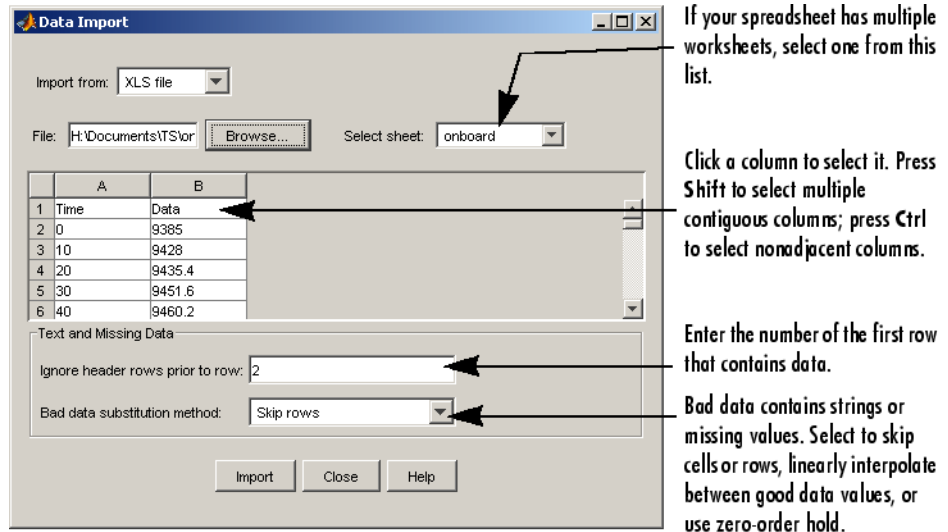 Data Import
If your spreadsheet has multiple
worksheets, select one from this
list.
Import from: XLS file
File: H:\Documents\TS\or Browse... Select sheet: onboard
Click a column to select it. Press
Shift to select multiple
contiguous columns; press Ctrl
to select nonadjacent columns.
A B
1 Time Data
2 0 9385
3 10 9428
4 20 9435.4
5 30 9451.6
6 40 9460.2
Text and Missing Data
Ignore header rows prior to row: 2
Enter the number of the first row
that contains data.
Bad data substitution method: Skip rows
Bad data contains strings or
missing values. Select to skip
cells or rows, linearly interpolate
between good data values, or
use zero-order hold.
Import Close Help